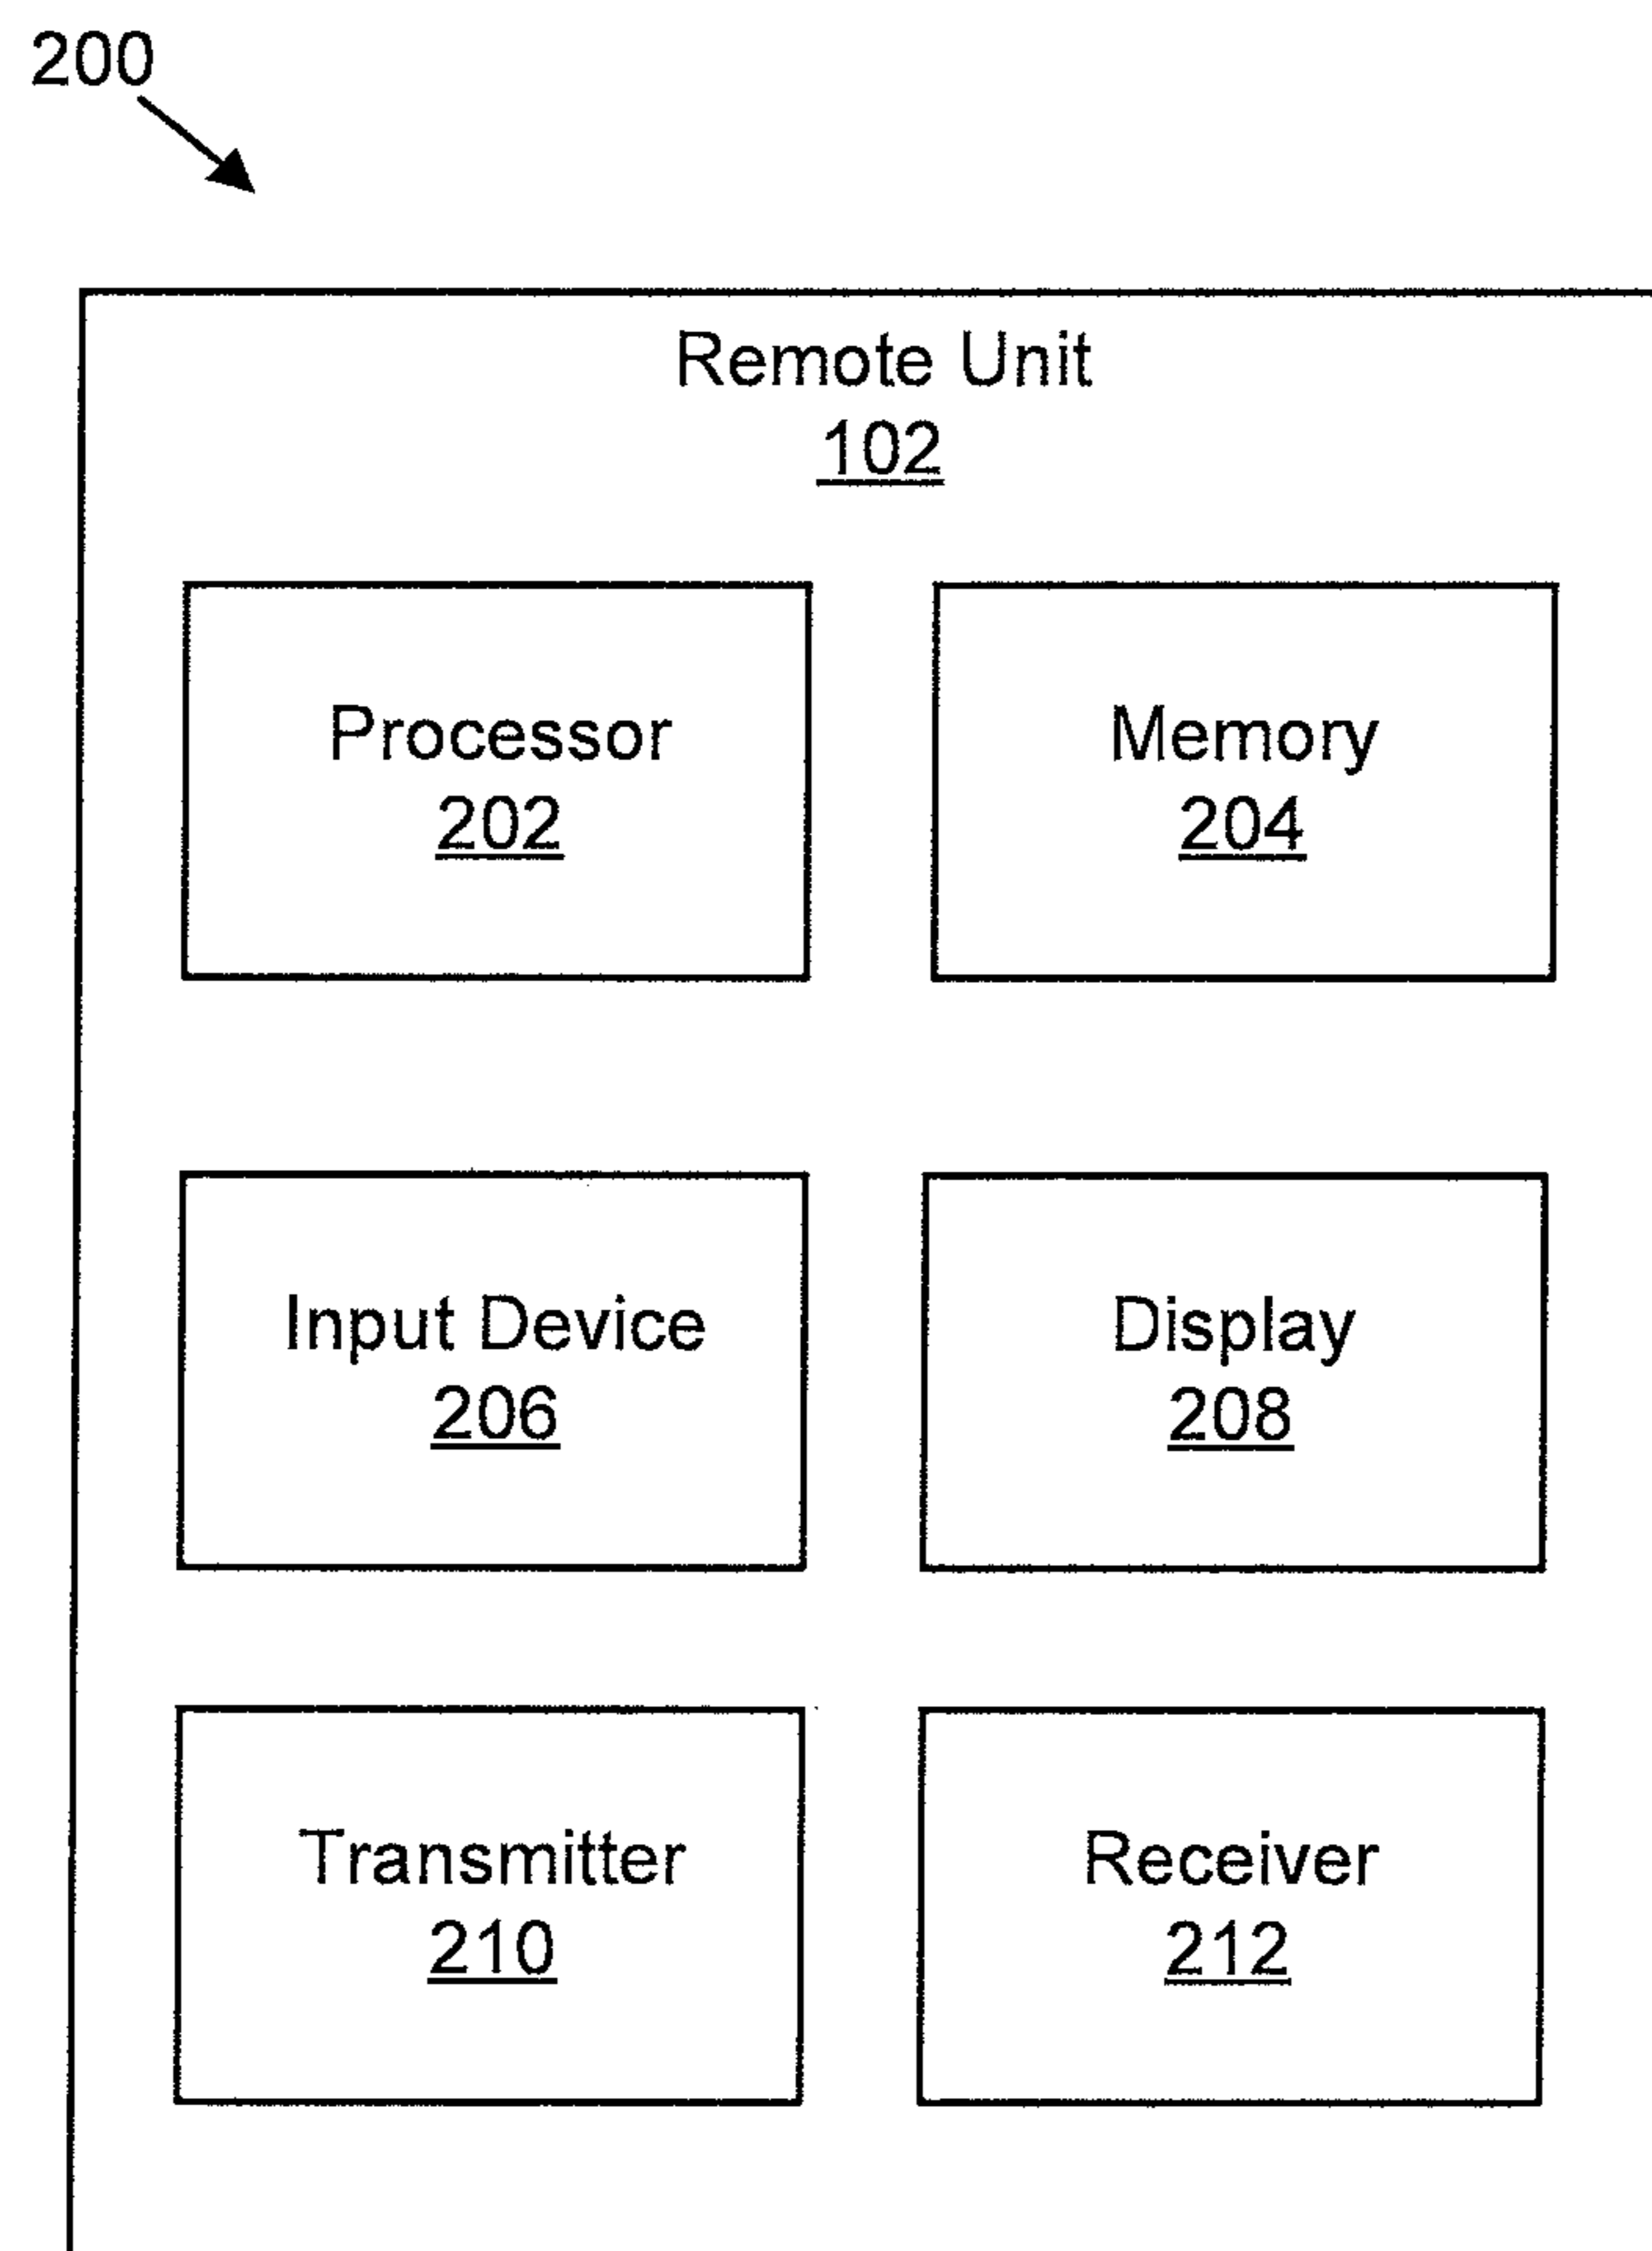 200
Remote Unit
102
Processor
202
Memory
204
Input Device
206
Display
208
Transmitter
210
Receiver
212